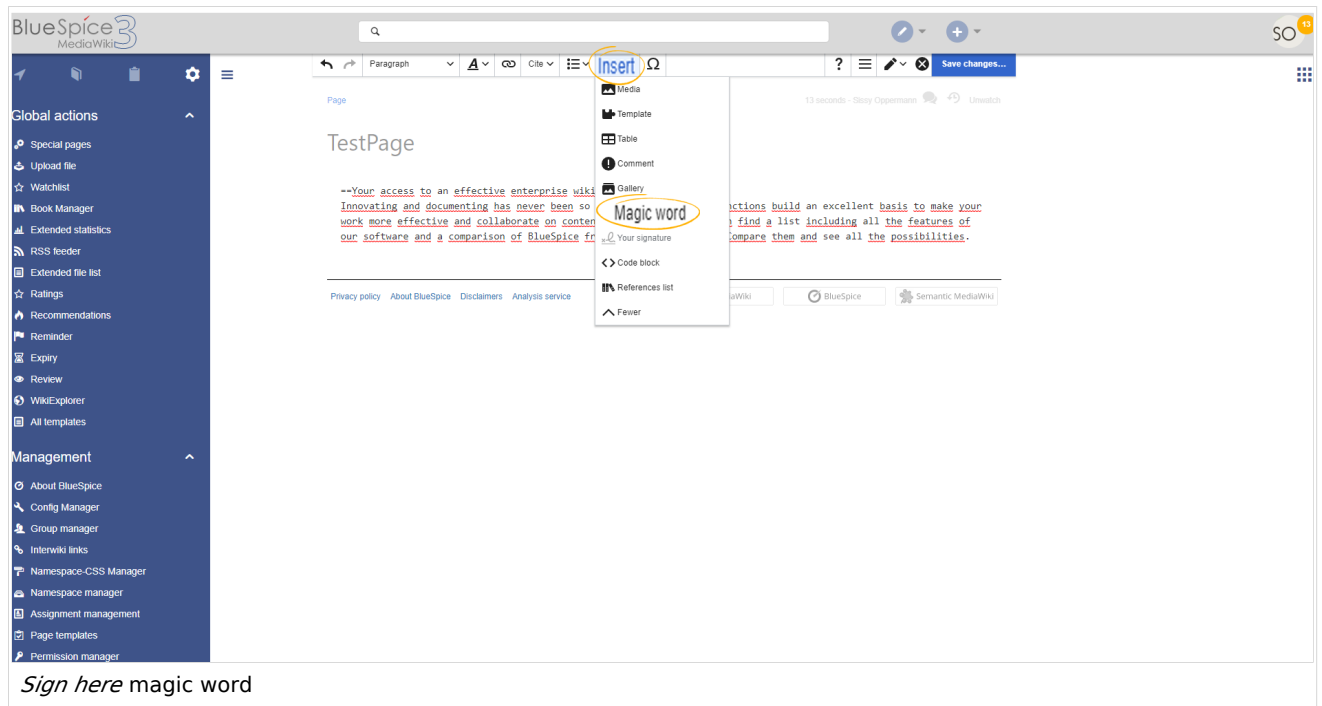 BlueSpice 3
MediaWiki
SO 13
Paragraph A Cite Insert Ω ? Save changes...
Page
13 seconds - Stony Oppermann Unwatch
TestPage
Media
Template
Table
Comment
Gallery
Magic word
Your signature
Code block
References list
Fewer
--Your access to an effective enterprise wiki
Innovating and documenting has never been so ctions build an excellent basis to make your
work more effective and collaborate on conten find a list including all the features of
our software and a comparison of BlueSpice fr Compare them and see all the possibilities.
Privacy policy About BlueSpice Disclaimers Analysis service aWiki BlueSpice Semantic MediaWiki
Global actions
Special pages
Upload file
Watchlist
Book Manager
Extended statistics
RSS feeder
Extended file list
Ratings
Recommendations
Reminder
Expiry
Review
WikiExplorer
All templates
Management
About BlueSpice
Config Manager
Group manager
Interwiki links
Namespace-CSS Manager
Namespace manager
Assignment management
Page templates
Permission manager
Sign here magic word